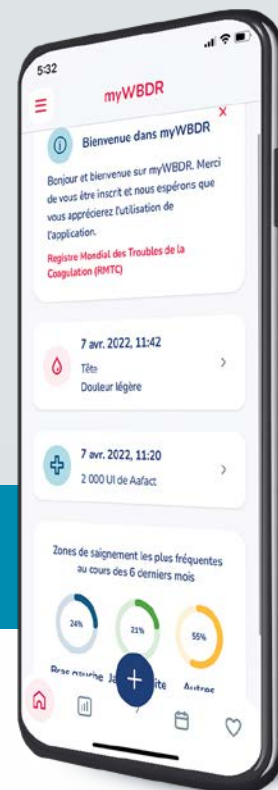 5:32
myWBDR
Bienvenue dans myWBDR
X
Bonjour et bienvenue sur myWBDR. Merci
de vous être inscrit et nous espérons que
vous apprécierez l'utilisation de
l'application.
Registre Mondial des Troubles de la
Coagulation (RMTC)
7 avr. 2022, 11:42
Tête
Douleur légère
7 avr. 2022, 11:20
2 000 UI de Aafact
Zones de saignement les plus fréquentes
au cours des 6 derniers mois
24%
21%
55%
Bras gauche
Autres
+